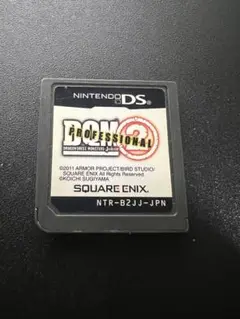 NINTENDO DS
DQM
PROFESSIONAL
2
©2011 ARMOR PROJECT/BIRD STUDIO/
SQUARE ENIX All Rights Reserved.
©KOICHI SUGIYAMA
SQUARE ENIX.
NTR-B2JJ-JPN